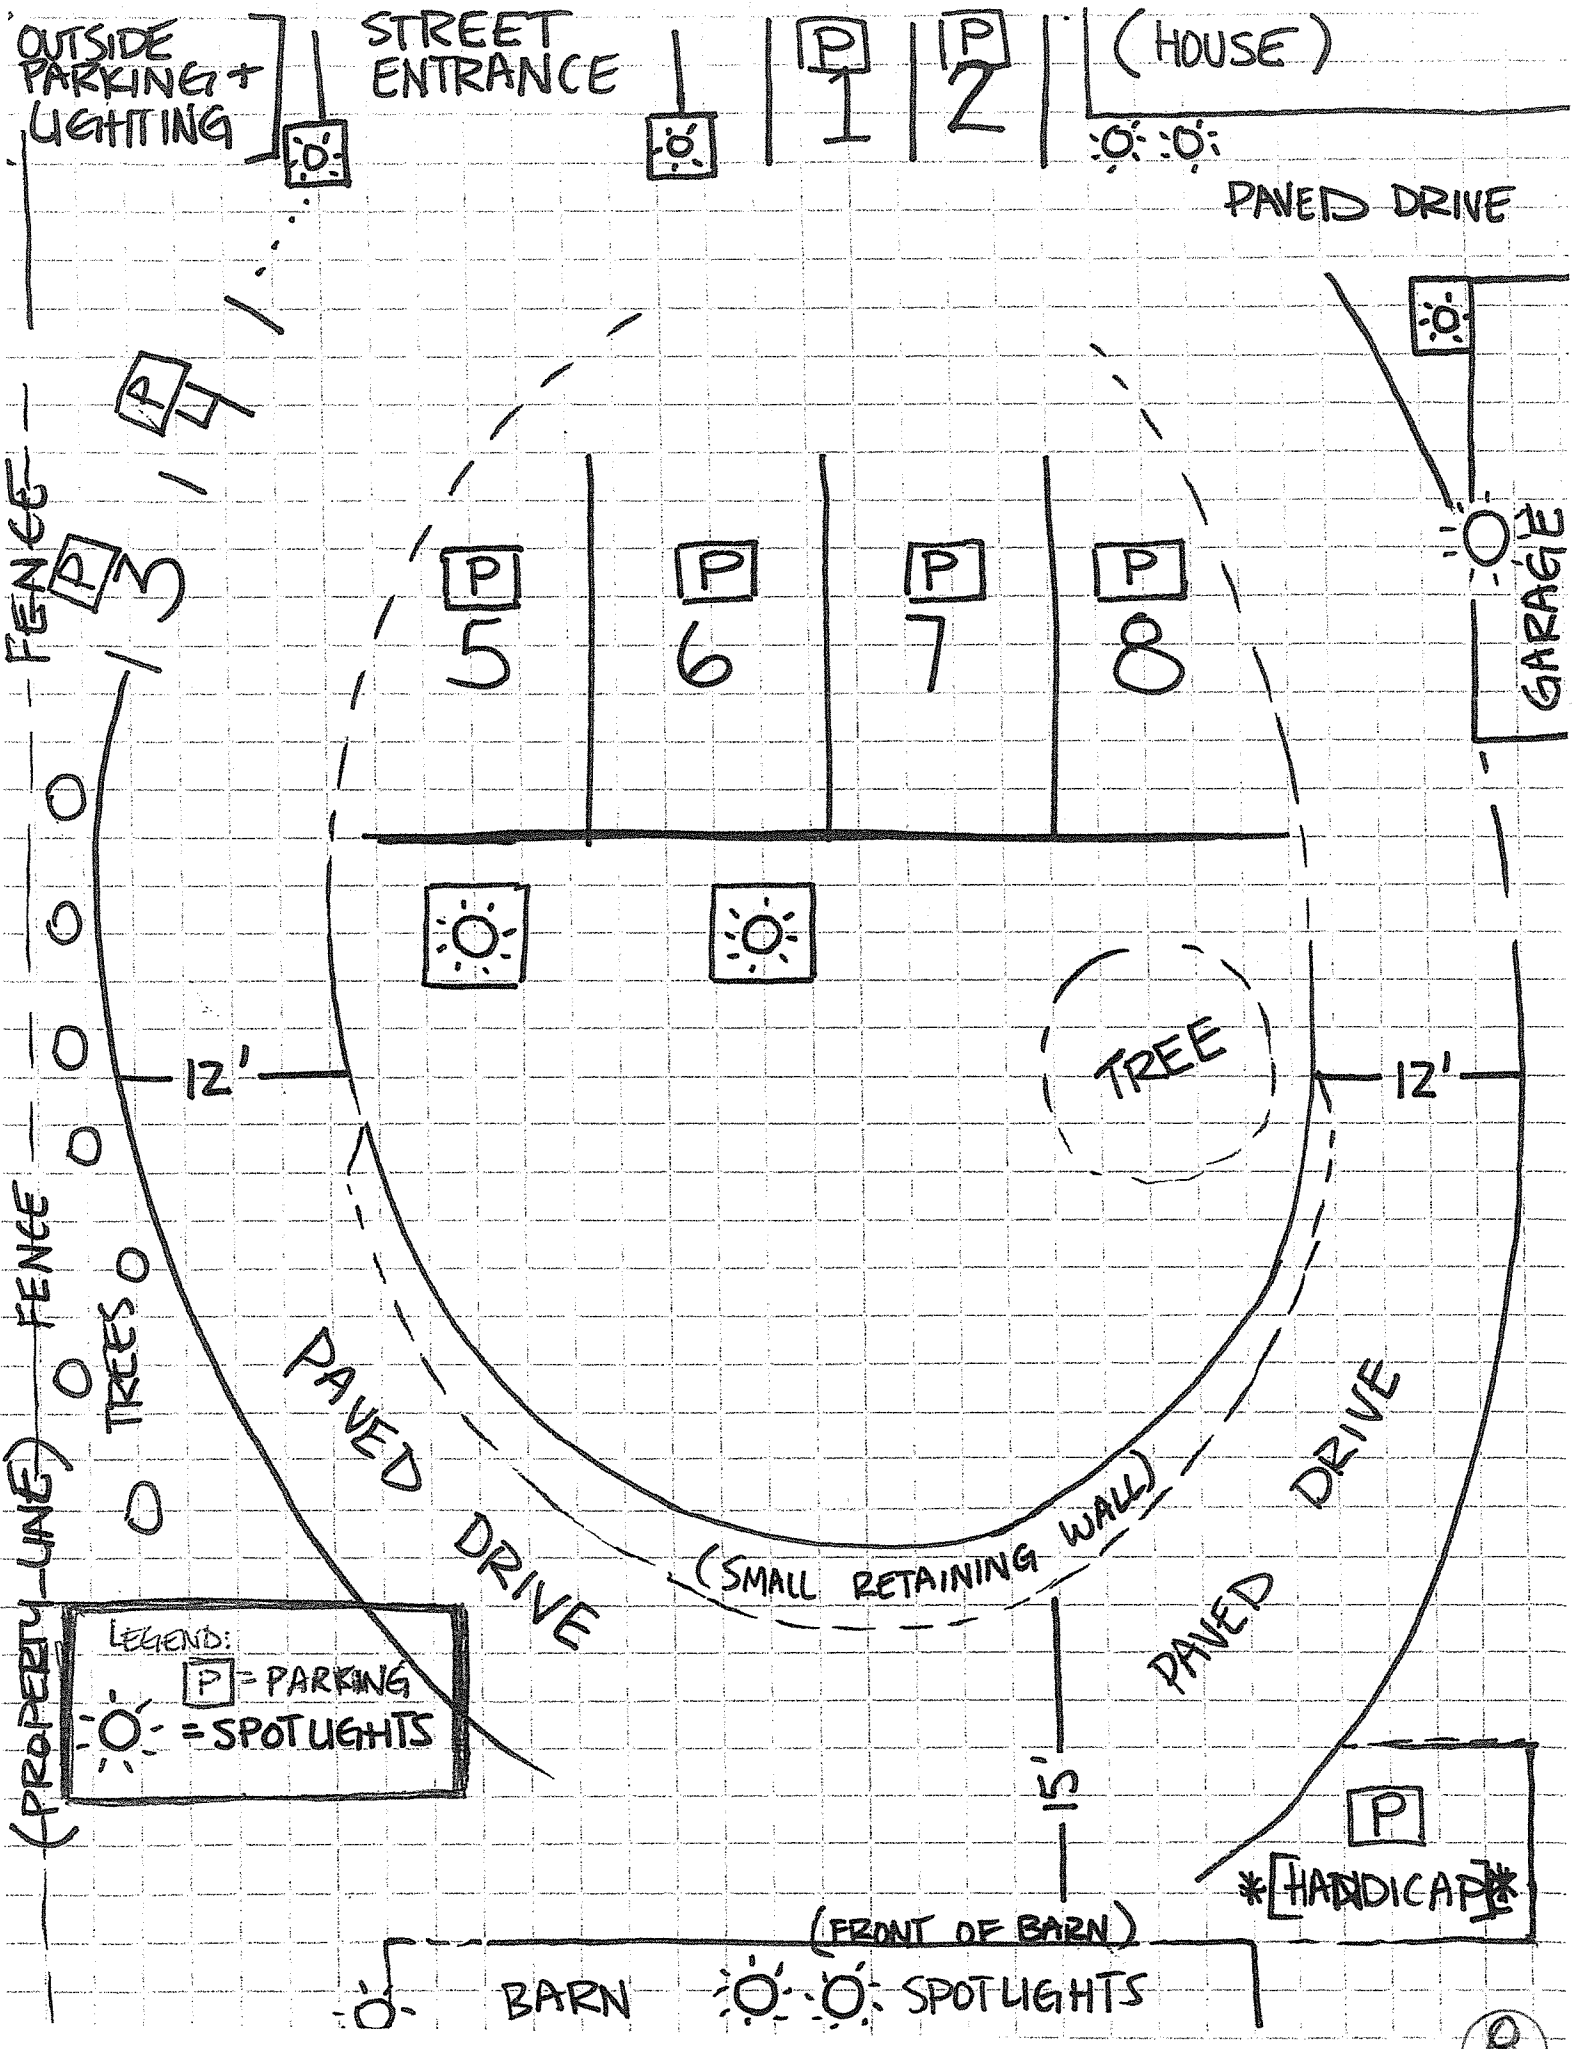 OUTSIDE
PARKING +
LIGHTING
STREET
ENTRANCE
P
1
P
2
(HOUSE)
PAVED DRIVE
P 4
P 3
FENCE
P
5
P
6
P
7
P
8
GARAGE
TREE
12'
12'
FENCE
TREES
(PROPERTY LINE)
PAVED
DRIVE
PAVED DRIVE
(SMALL RETAINING WALL)
15'
LEGEND:
P = PARKING
= SPOTLIGHTS
P
*[HANDICAP]*
(FRONT OF BARN)
BARN
SPOTLIGHTS